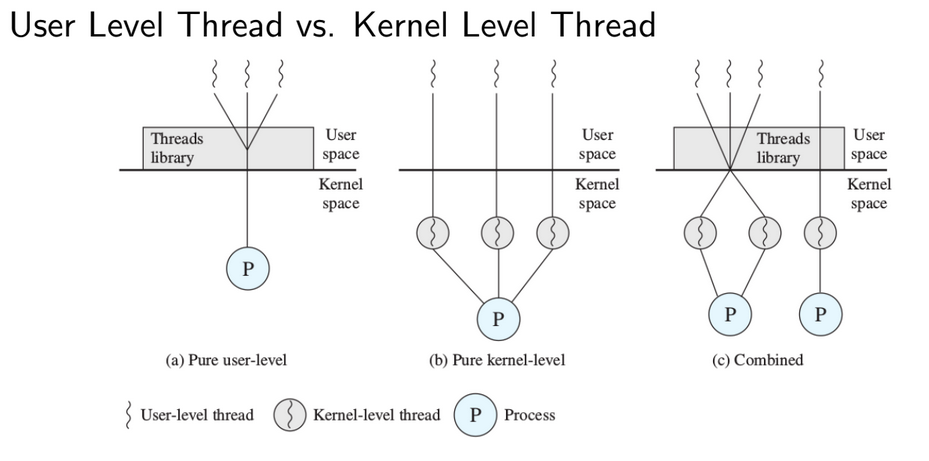 User Level Thread vs. Kernel Level Thread
Threads
library
User
space
Kernel
space
P
(a) Pure user-level
User
space
Kernel
space
P
(b) Pure kernel-level
Threads
library
User
space
Kernel
space
P
P
(c) Combined
User-level thread
Kernel-level thread
P
Process